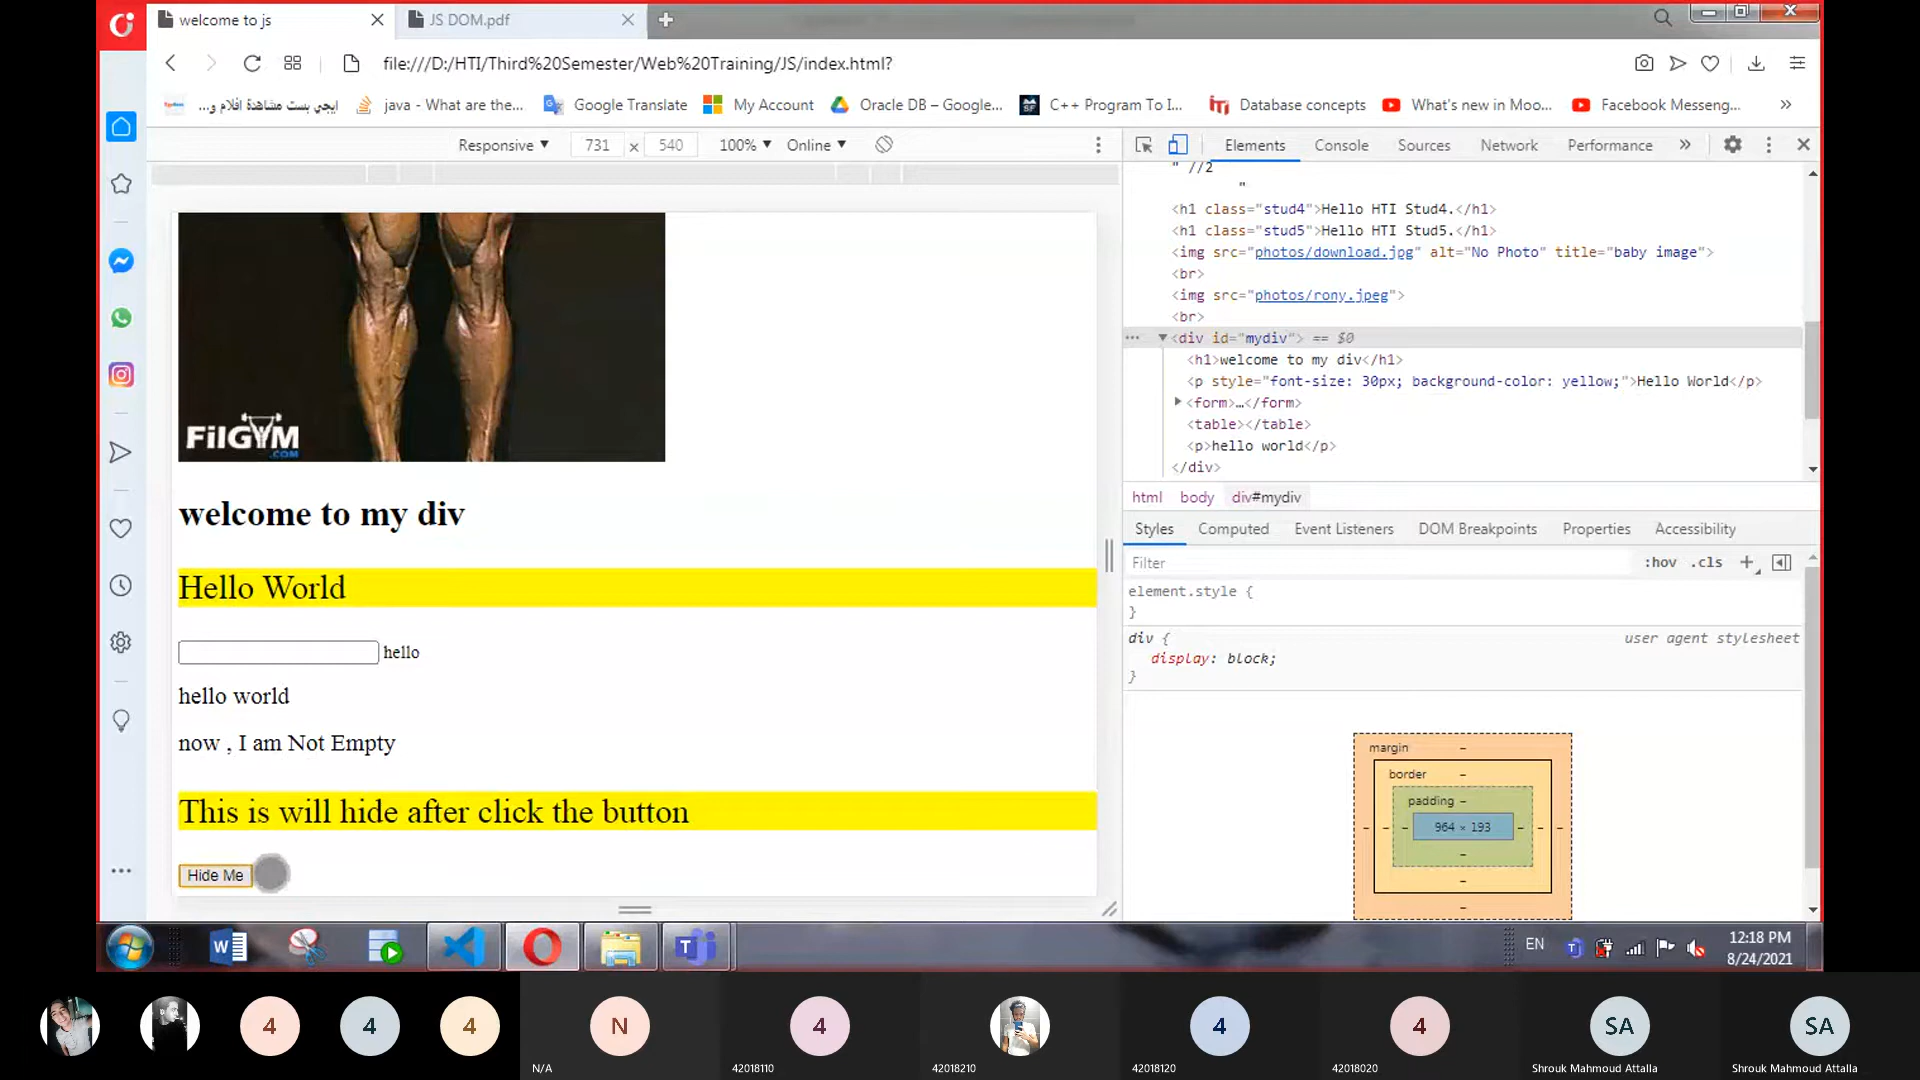 welcome to js
JS DOM.pdf
file:///D:/HTI/Third%20Semester/Web%20Training/JS/index.html?
ايجي بست مشاهدة افلام و...
java - What are the...
Google Translate
My Account
Oracle DB – Google...
C++ Program To I...
Database concepts
What's new in Moo...
Facebook Messeng...
Responsive ▼
731 x 540
100% ▼
Online ▼
Elements
Console
Sources
Network
Performance
FilGYM
.COM
welcome to my div
Hello World
hello
hello world
now , I am Not Empty
This is will hide after click the button
Hide Me
" //2
"
<h1 class="stud4">Hello HTI Stud4.</h1>
<h1 class="stud5">Hello HTI Stud5.</h1>
<img src="photos/download.jpg" alt="No Photo" title="baby image">
<br>
<img src="photos/rony.jpeg">
<br>
<div id="mydiv"> == $0
<h1>welcome to my div</h1>
<p style="font-size: 30px; background-color: yellow;">Hello World</p>
<form>…</form>
<table></table>
<p>hello world</p>
</div>
html body div#mydiv
Styles
Computed
Event Listeners
DOM Breakpoints
Properties
Accessibility
Filter
:hov .cls +
element.style {
}
div {
user agent stylesheet
display: block;
}
margin –
border –
padding –
– – – 964 × 193 – – –
–
–
–
EN
12:18 PM
8/24/2021
4
4
4
N
4
4
4
SA
SA
N/A
42018110
42018210
42018120
42018020
Shrouk Mahmoud Attalla
Shrouk Mahmoud Attalla